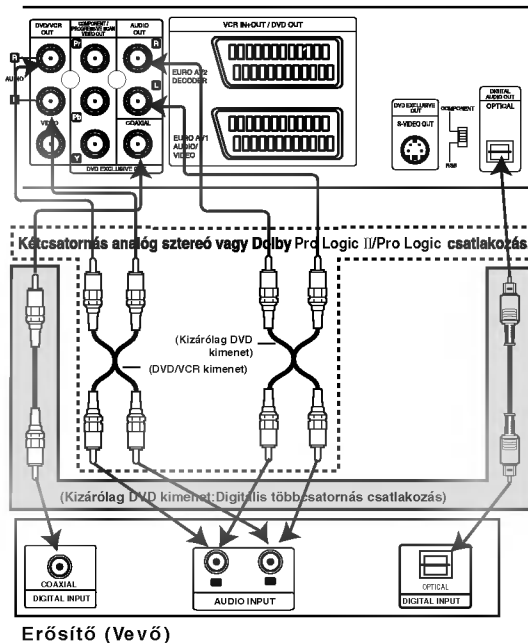 DVD/VCR OUT
COMPONENT / PROGRESSIVE SCAN VIDEO OUT
AUDIO OUT
VCR IN+OUT / DVD OUT
R
AUDIO
L
VIDEO
Pr
Pb
Y
R
L
COAXIAL
DVD EXCLUSIVE OUT
EURO AV2 DECODER
EURO AV1 AUDIO/ VIDEO
DVD EXCLUSIVE OUT
S-VIDEO OUT
COMPONENT
RGB
DIGITAL AUDIO OUT
OPTICAL
Kétcsatornás analóg sztereó vagy Dolby Pro Logic II/Pro Logic csatlakozás
(Kizárólag DVD kimenet)
(DVD/VCR kimenet)
(Kizárólag DVD kimenet:Digitális többcsatornás csatlakozás)
COAXIAL
DIGITAL INPUT
AUDIO INPUT
OPTICAL
DIGITAL INPUT
Erősítő (Vevő)